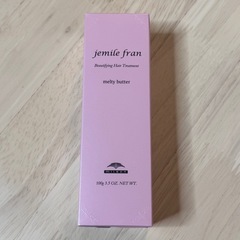 jemile fran
Beautifying Hair Treatment
melty butter
MILBON
100g 3.5 OZ. NET WT.